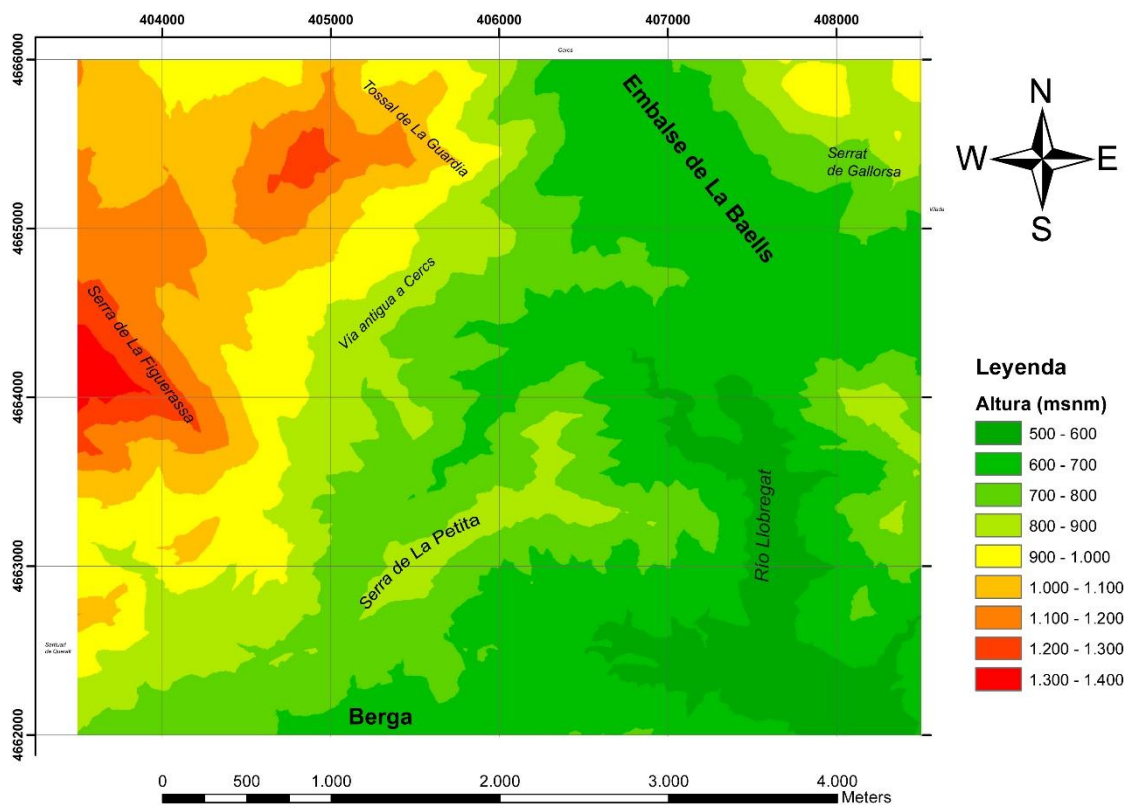 404000 405000 406000 407000 408000
Cercs
4666000
4665000
4664000
4663000
4662000
Tossal de La Guardia
Embalse de La Baells
Serrat
de Gallorsa
Vía antigua a Cercs
Serra de La Figuerassa
Serra de La Petita
Río Llobregat
Berga
N
W E
S
Leyenda
Altura (msnm)
500 - 600
600 - 700
700 - 800
800 - 900
900 - 1.000
1.000 - 1.100
1.100 - 1.200
1.200 - 1.300
1.300 - 1.400
0 500 1.000 2.000 3.000 4.000
Meters